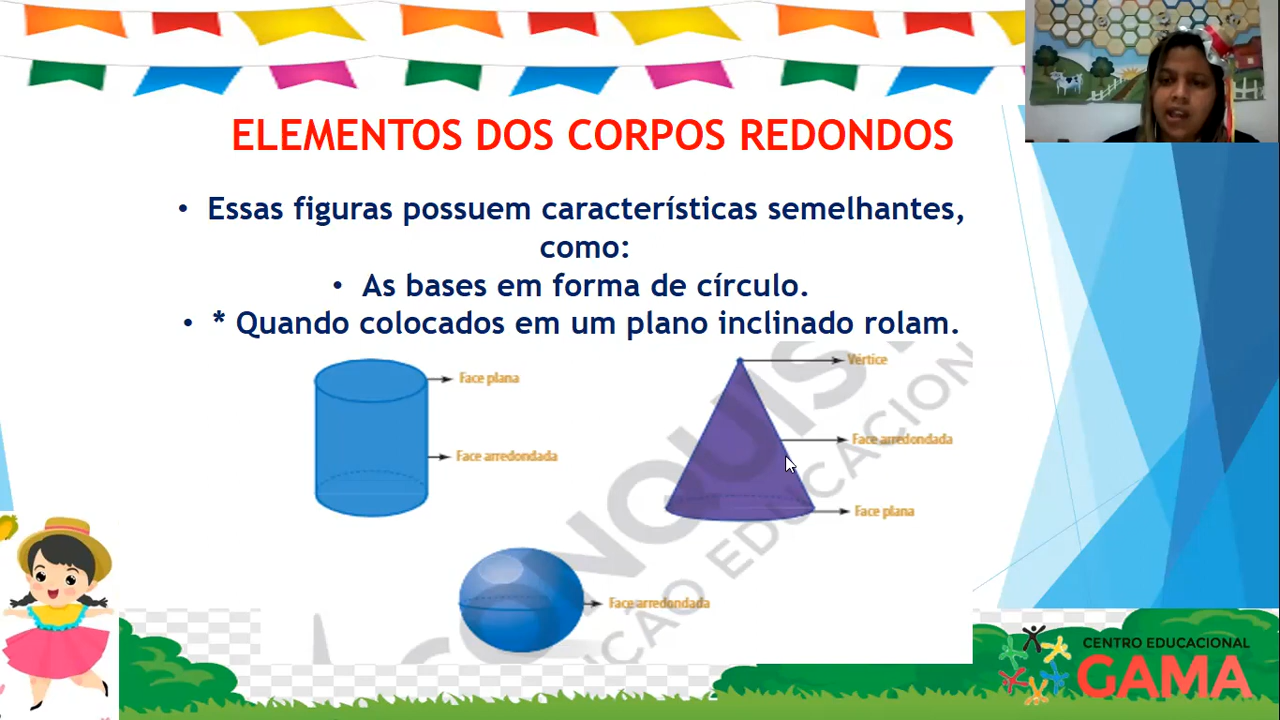 ELEMENTOS DOS CORPOS REDONDOS
• Essas figuras possuem características semelhantes,
como:
• As bases em forma de círculo.
• * Quando colocados em um plano inclinado rolam.
Face plana
Face arredondada
Vértice
Face arredondada
Face plana
Face arredondada
CENTRO EDUCACIONAL
GAMA